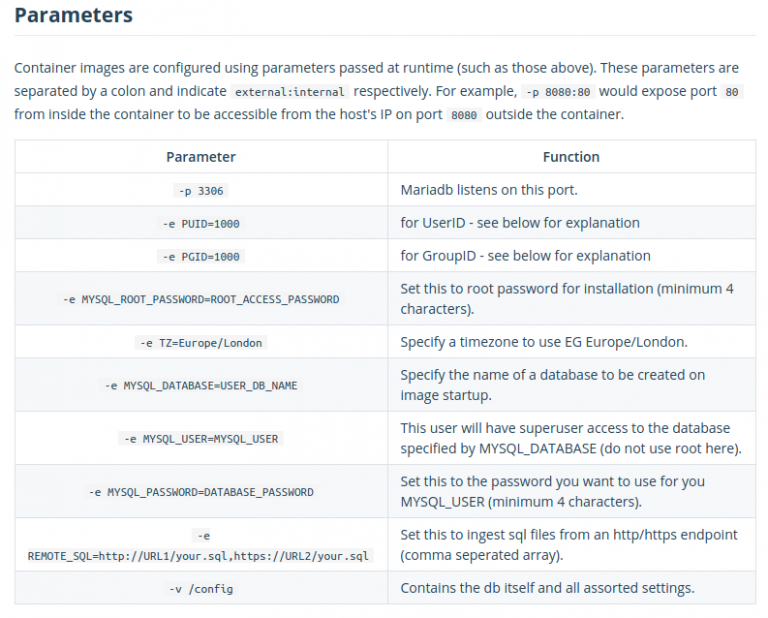 Parameters
Container images are configured using parameters passed at runtime (such as those above). These parameters are
separated by a colon and indicate external:internal respectively. For example, -p 8080:80 would expose port 80
from inside the container to be accessible from the host's IP on port 8080 outside the container.
Parameter Function
-p 3306 Mariadb listens on this port.
-e PUID=1000 for UserID - see below for explanation
-e PGID=1000 for GroupID - see below for explanation
-e MYSQL_ROOT_PASSWORD=ROOT_ACCESS_PASSWORD Set this to root password for installation (minimum 4
characters).
-e TZ=Europe/London Specify a timezone to use EG Europe/London.
-e MYSQL_DATABASE=USER_DB_NAME Specify the name of a database to be created on
image startup.
-e MYSQL_USER=MYSQL_USER This user will have superuser access to the database
specified by MYSQL_DATABASE (do not use root here).
-e MYSQL_PASSWORD=DATABASE_PASSWORD Set this to the password you want to use for you
MYSQL_USER (minimum 4 characters).
-e Set this to ingest sql files from an http/https endpoint
REMOTE_SQL=http://URL1/your.sql,https://URL2/your.sql (comma seperated array).
-v /config Contains the db itself and all assorted settings.